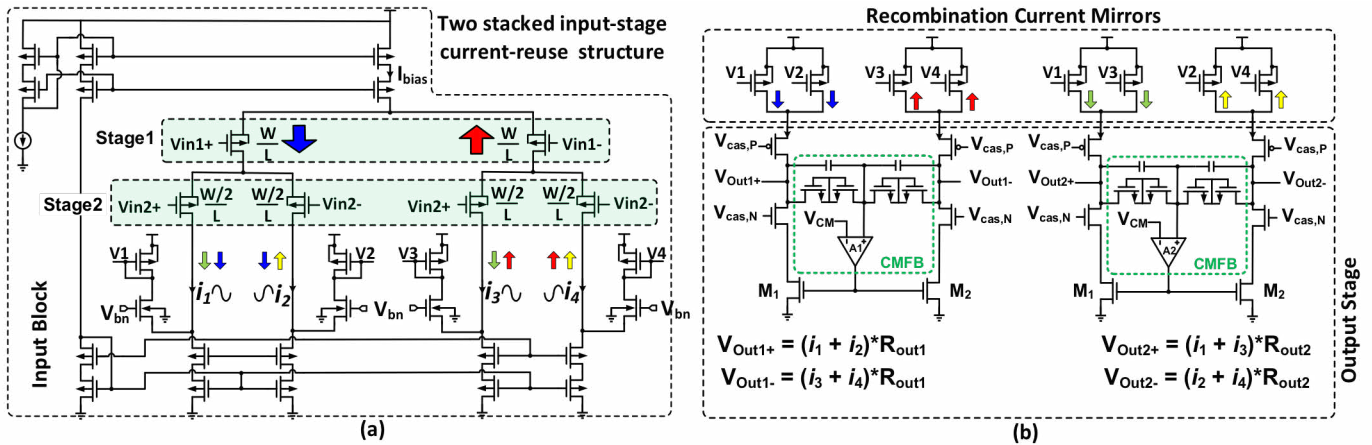 Two stacked input-stage
current-reuse structure
Ibias
Stage1
Vin1+
W
L
W
L
Vin1-
Stage2
Vin2+
W/2
L
W/2
L
Vin2-
Vin2+
W/2
L
W/2
L
Vin2-
V1
V2
V3
V4
i1
i2
i3
i4
Vbn
Vbn
Vbn
Input Block
(a)
Recombination Current Mirrors
V1
V2
V3
V4
V1
V3
V2
V4
Vcas,P
Vcas,P
Vcas,P
Vcas,P
VOut1+
VOut1-
VOut2+
VOut2-
Vcas,N
VCM
Vcas,N
Vcas,N
VCM
Vcas,N
A1
A2
CMFB
CMFB
M1
M2
M1
M2
VOut1+ = (i1 + i2)*Rout1
VOut1- = (i3 + i4)*Rout1
VOut2+ = (i1 + i3)*Rout2
VOut2- = (i2 + i4)*Rout2
Output Stage
(b)